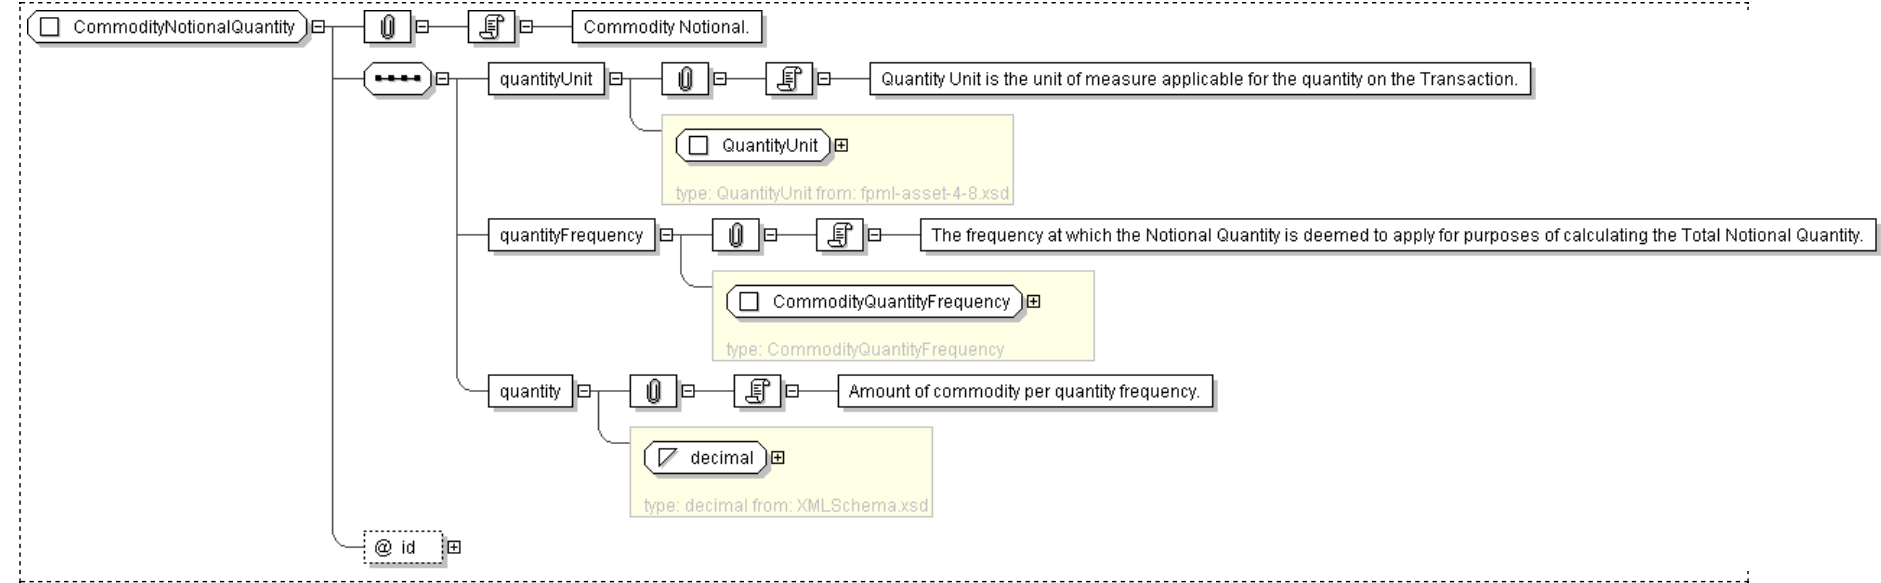 CommodityNotionalQuantity
Commodity Notional.
quantityUnit
Quantity Unit is the unit of measure applicable for the quantity on the Transaction.
QuantityUnit
type: QuantityUnit from: fpml-asset-4-8.xsd
quantityFrequency
The frequency at which the Notional Quantity is deemed to apply for purposes of calculating the Total Notional Quantity.
CommodityQuantityFrequency
type: CommodityQuantityFrequency
quantity
Amount of commodity per quantity frequency.
decimal
type: decimal from: XMLSchema.xsd
@ id